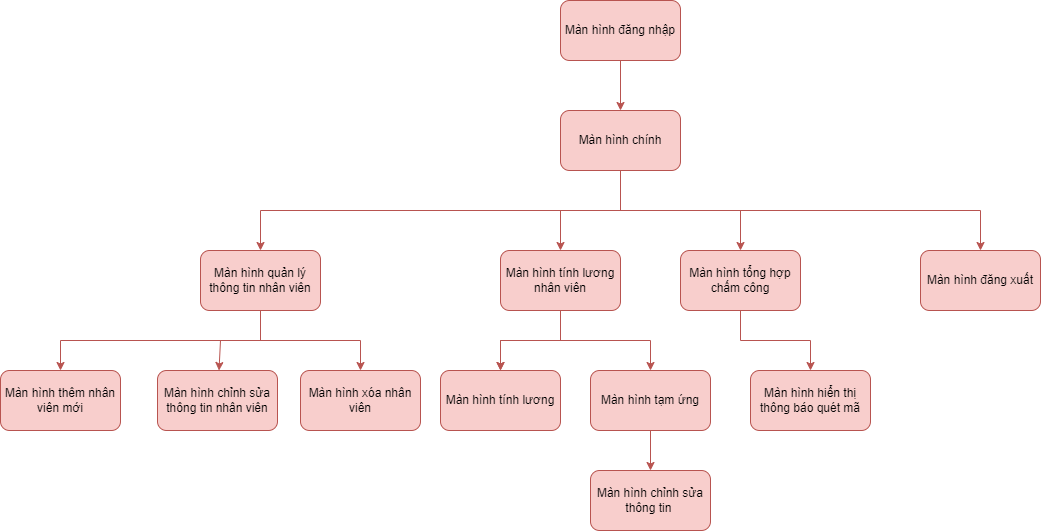 Màn hình đăng nhập
Màn hình chính
Màn hình quản lý
thông tin nhân viên
Màn hình tính lương
nhân viên
Màn hình tổng hợp
chấm công
Màn hình đăng xuất
Màn hình thêm nhân
viên mới
Màn hình chỉnh sửa
thông tin nhân viên
Màn hình xóa nhân
viên
Màn hình tính lương
Màn hình tạm ứng
Màn hình hiển thị
thông báo quét mã
Màn hình chỉnh sửa
thông tin